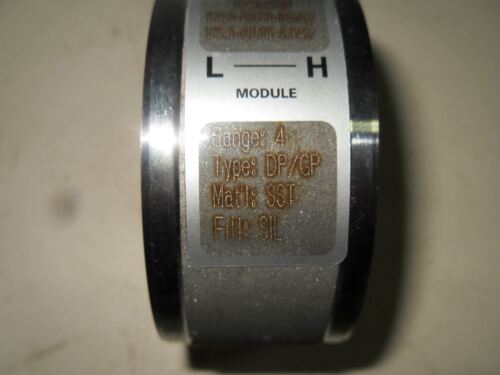 L H
MODULE
Range: 4
Type: DP/GP
Mat'l: SST
Fill: SIL